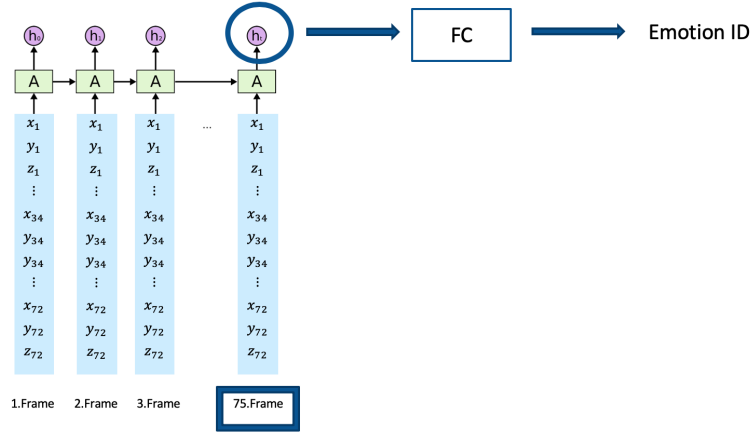 h₀ h₁ h₂ hₜ FC Emotion ID
A A A A
x₁ x₁ x₁ ... x₁
y₁ y₁ y₁ y₁
z₁ z₁ z₁ z₁
⋮ ⋮ ⋮ ⋮
x₃₄ x₃₄ x₃₄ x₃₄
y₃₄ y₃₄ y₃₄ y₃₄
y₃₄ y₃₄ y₃₄ y₃₄
⋮ ⋮ ⋮ ⋮
x₇₂ x₇₂ x₇₂ x₇₂
y₇₂ y₇₂ y₇₂ y₇₂
z₇₂ z₇₂ z₇₂ z₇₂
1.Frame 2.Frame 3.Frame 75.Frame